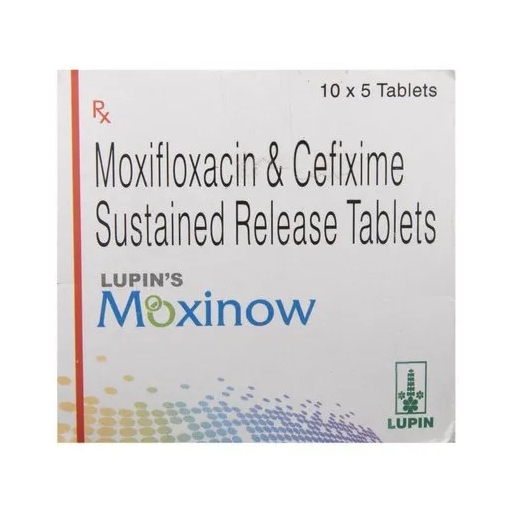 10 x 5 Tablets
Rx
Moxifloxacin & Cefixime
Sustained Release Tablets
LUPIN'S
Moxinow
LUPIN